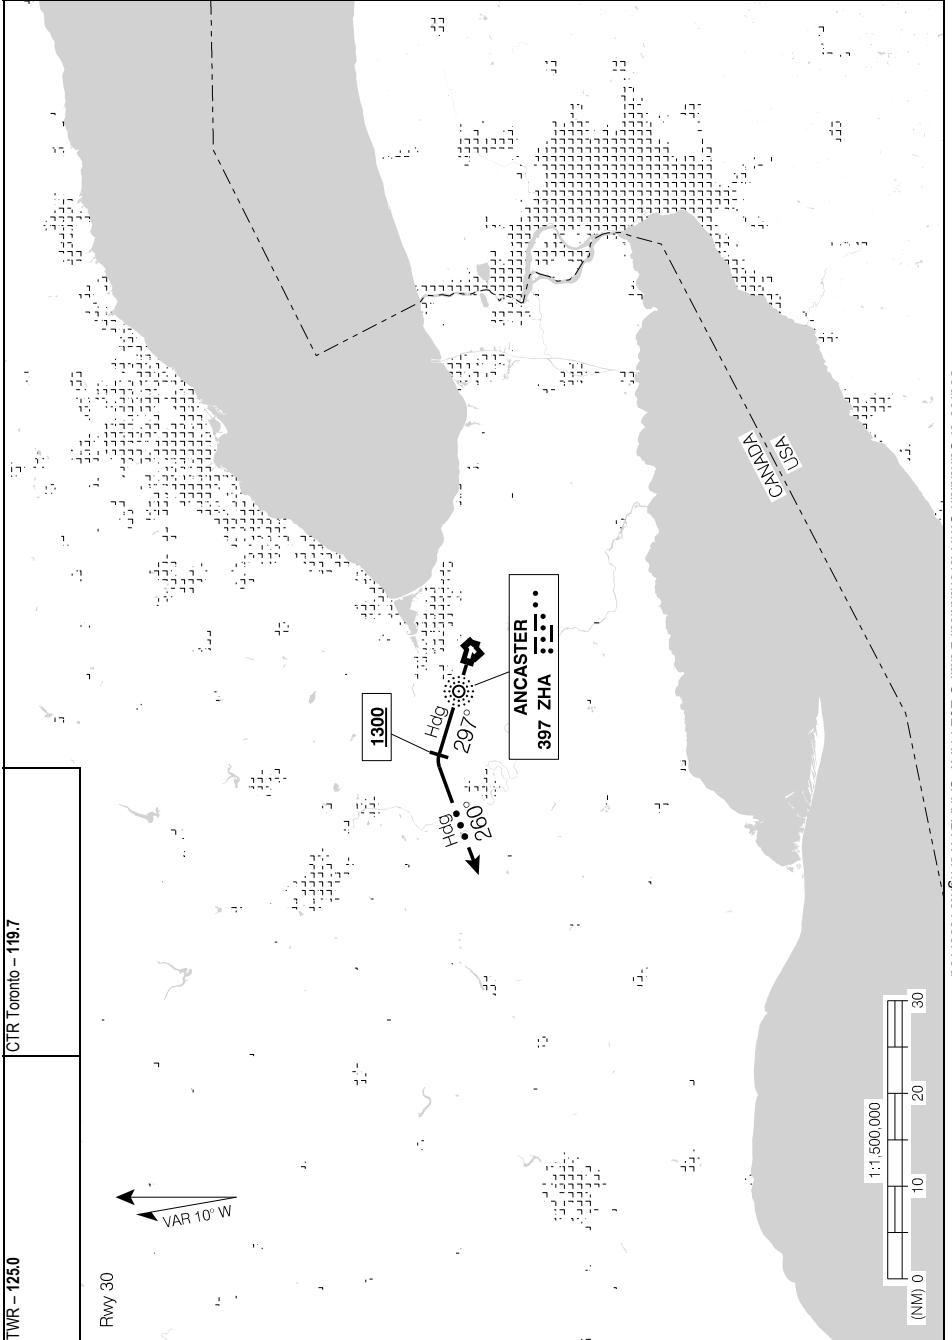 TWR – 125.0
CTR Toronto – 119.7
Rwy 30
VAR 10° W
1300
Hdg
297°
Hdg
260°
ANCASTER
397 ZHA
CANADA
USA
1:1,500,000
(NM) 0 10 20 30